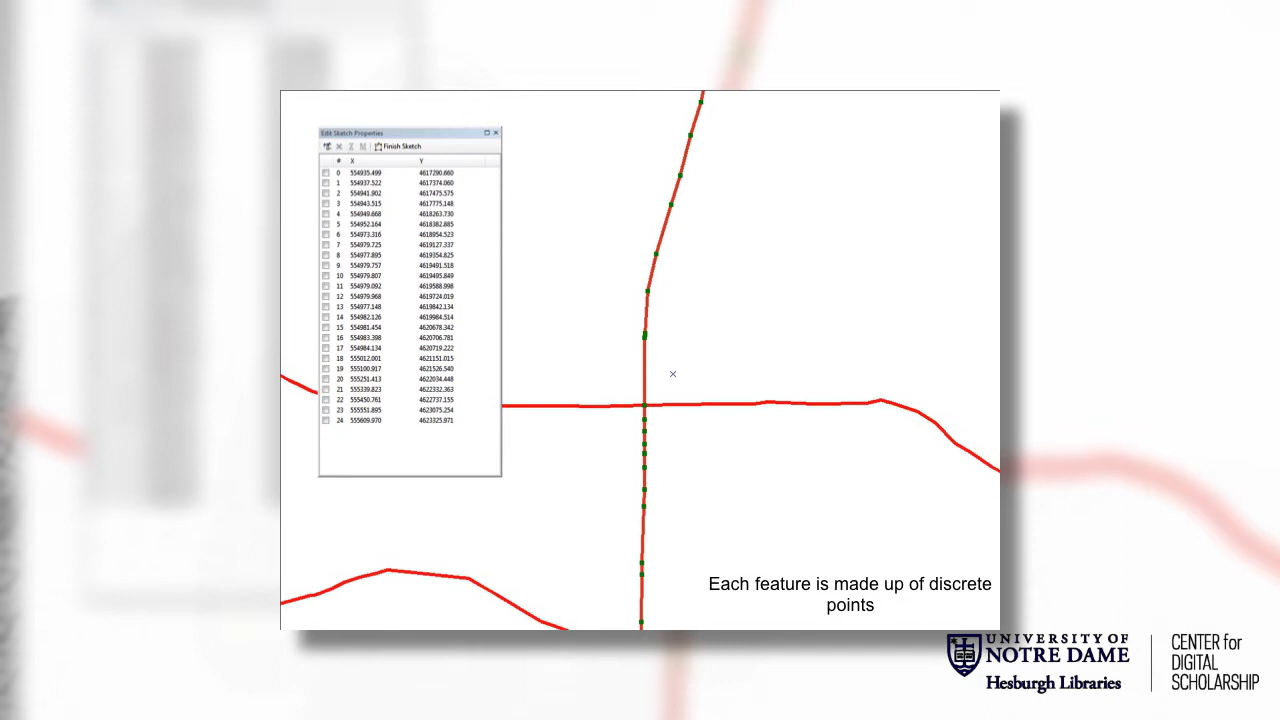 Edit Sketch Properties
Z M Finish Sketch
# X Y
0 554935.499 4617290.660
1 554937.522 4617374.060
2 554941.902 4617475.575
3 554943.515 4617775.148
4 554949.668 4618263.730
5 554952.164 4618382.885
6 554973.316 4618954.523
7 554979.725 4619127.337
8 554977.895 4619354.825
9 554979.757 4619491.518
10 554979.807 4619495.849
11 554979.092 4619588.998
12 554979.968 4619724.019
13 554977.148 4619842.134
14 554982.126 4619984.514
15 554981.454 4620678.342
16 554983.398 4620706.781
17 554984.134 4620719.222
18 555012.001 4621151.015
19 555100.917 4621526.540
20 555251.413 4622034.448
21 555339.823 4622332.363
22 555450.761 4622737.155
23 555551.895 4623075.254
24 555609.970 4623325.971
Each feature is made up of discrete
points
UNIVERSITY OF
NOTRE DAME
Hesburgh Libraries
CENTER for
DIGITAL
SCHOLARSHIP